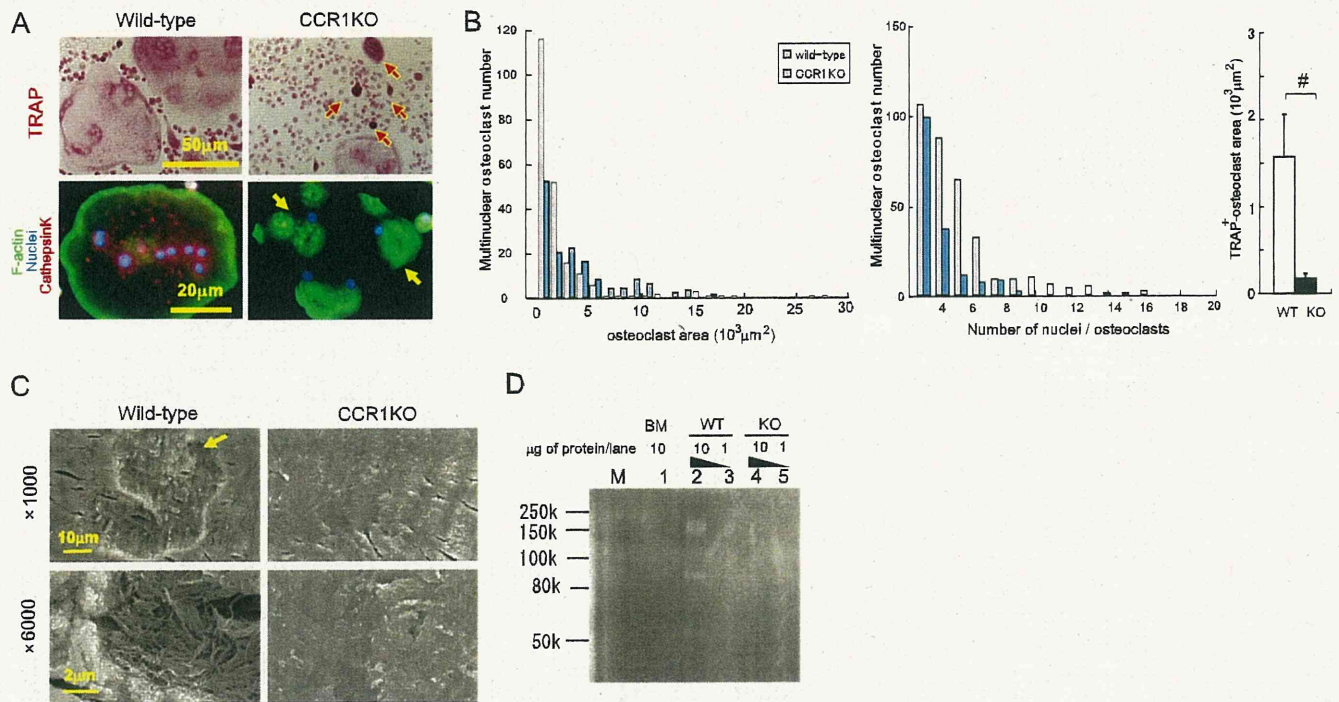 A
Wild-type
CCR1KO
TRAP
50μm
F-actin
Nuclei
CathepsinK
20μm
B
Multinuclear osteoclast number
120
100
80
60
40
20
0
0
5
10
15
20
25
30
osteoclast area (10³μm²)
wild-type
CCR1KO
Multinuclear osteoclast number
150
100
50
0
4
6
8
10
12
14
16
18
20
Number of nuclei / osteoclasts
TRAP⁺-osteoclast area (10³μm²)
3
2
1
0
#
WT KO
C
Wild-type
CCR1KO
×1000
10μm
×6000
2μm
D
BM WT KO
μg of protein/lane 10 10 1 10 1
M 1 2 3 4 5
250k
150k
100k
80k
50k